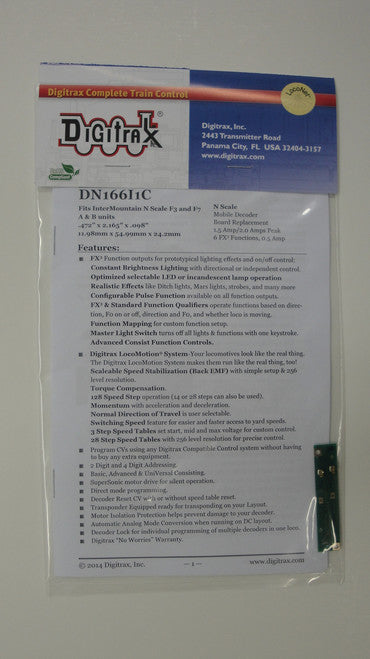 Digitrax Complete Train Control
LocoNet
DIGITRAX®
Digitrax, Inc.
2443 Transmitter Road
Panama City, FL USA 32404-3157
www.digitrax.com
DN166I1C
Fits InterMountain N Scale F3 and F7
A & B units
.472" x 2.165" x .098"
11.98mm x 54.99mm x 24.2mm
N Scale
Mobile Decoder
Board Replacement
1.5 Amp/2.0 Amps Peak
6 FX³ Functions, 0.5 Amp
Features:
■ FX³ Function outputs for prototypical lighting effects and on/off control:
Constant Brightness Lighting with directional or independent control.
Optimized selectable LED or incandescent lamp operation
Realistic Effects like Ditch lights, Mars lights, strobes, and many more
Configurable Pulse Function available on all function outputs.
FX³ & Standard Function Qualifiers operate functions based on direc-
tion, F0 on or off, direction and F0, and whether loco is moving.
Function Mapping for custom function setup.
Master Light Switch turns off all lights & functions with one keystroke.
Advanced Consist Function Controls.
■ Digitrax LocoMotion® System-Your locomotives look like the real thing.
The Digitrax LocoMotion System makes them run like the real thing, too!
Scaleable Speed Stabilization (Back EMF) with simple setup & 256
level resolution.
Torque Compensation.
128 Speed Step operation (14 or 28 steps can also be used).
Momentum with acceleration and deceleration.
Normal Direction of Travel is user selectable.
Switching Speed feature for easier and faster access to yard speeds.
3 Step Speed Tables set start, mid and max voltage for custom control.
28 Step Speed Tables with 256 level resolution for precise control.
■ Program CVs using any Digitrax Compatible Control system without having
to buy any extra equipment.
■ 2 Digit and 4 Digit Addressing.
■ Basic, Advanced & UniVersal Consisting.
■ SuperSonic motor drive for silent operation.
■ Direct mode programming.
■ Decoder Reset CV with or without speed table reset.
■ Transponder Equipped ready for transponding on your Layout.
■ Motor Isolation Protection helps prevent damage to your decoder.
■ Automatic Analog Mode Conversion when running on DC layout.
■ Decoder Lock for individual programming of multiple decoders in one loco.
■ Digitrax "No Worries" Warranty.
© 2014 Digitrax, Inc.
— 1 —
www.digitrax.com